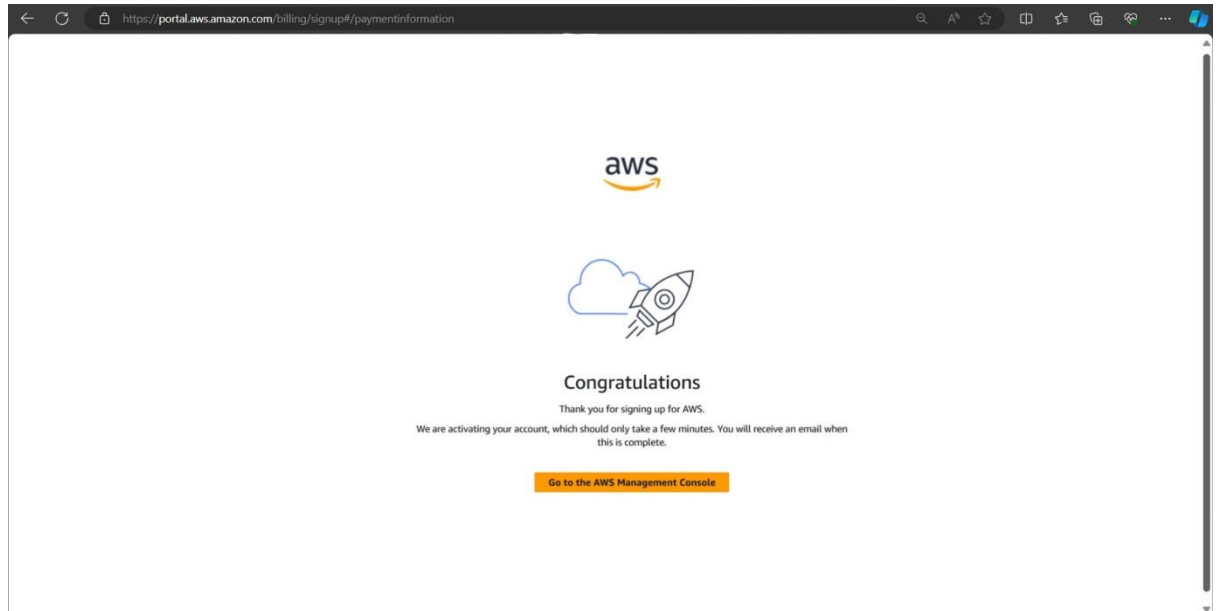 https://portal.aws.amazon.com/billing/signup#/paymentinformation
aws
Congratulations
Thank you for signing up for AWS.
We are activating your account, which should only take a few minutes. You will receive an email when
this is complete.
Go to the AWS Management Console